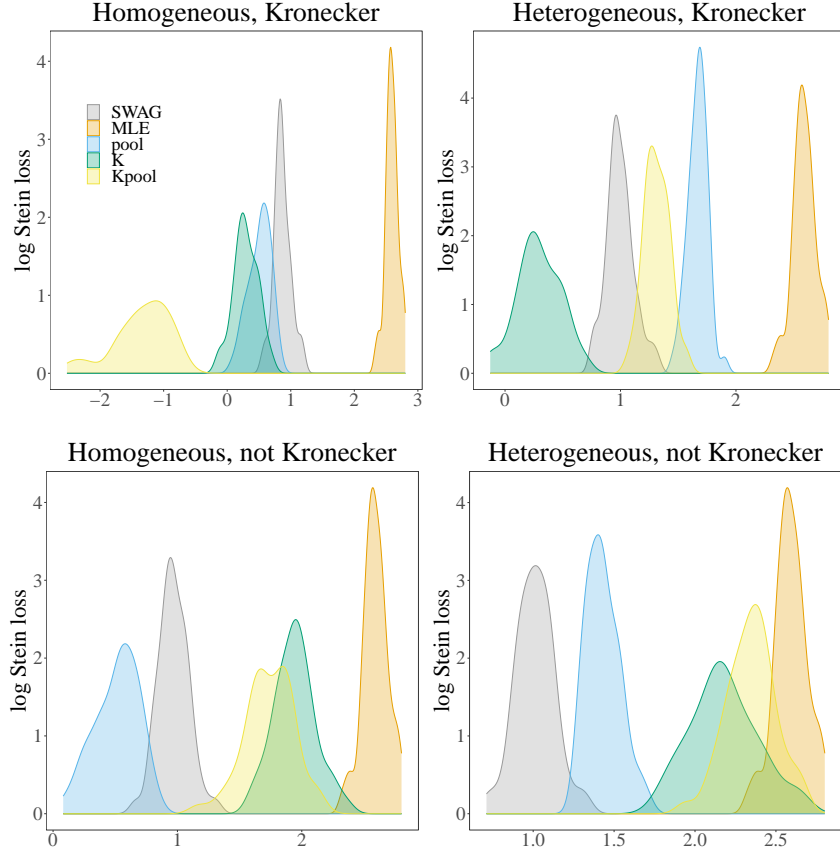 Homogeneous, Kronecker
log Stein loss
4
3
2
1
0
SWAG
MLE
pool
K
Kpool
−2
−1
0
1
2
3
Heterogeneous, Kronecker
log Stein loss
4
3
2
1
0
0
1
2
Homogeneous, not Kronecker
log Stein loss
4
3
2
1
0
0
1
2
Heterogeneous, not Kronecker
log Stein loss
4
3
2
1
0
1.0
1.5
2.0
2.5